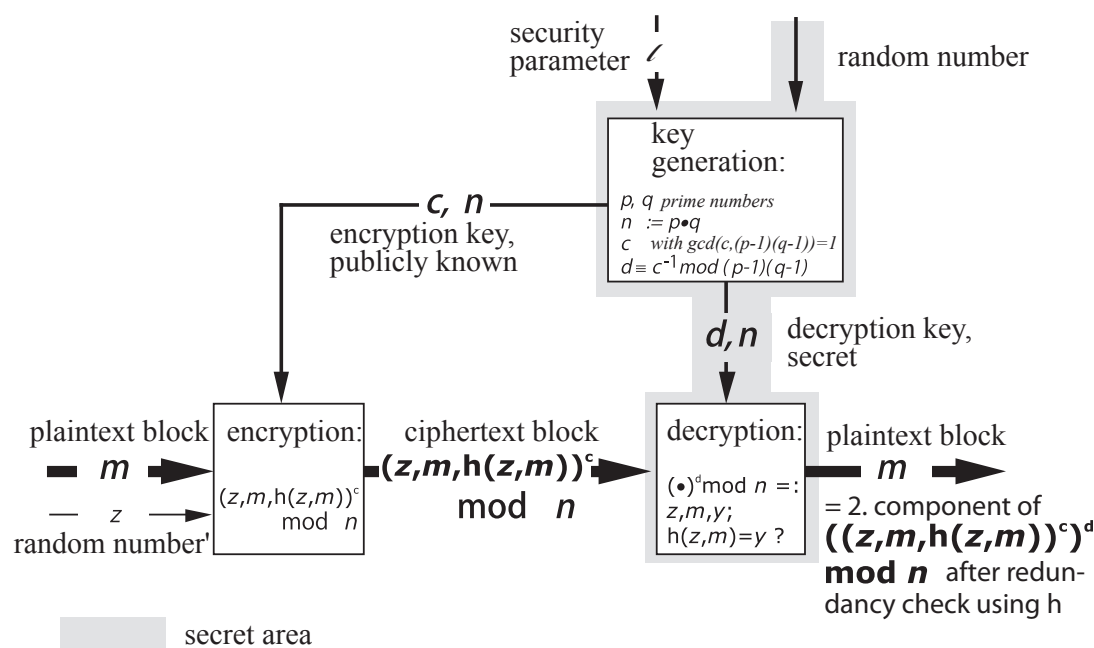 security
parameter
ℓ
random number
key
generation:
p, q prime numbers
n := p•q
c with gcd(c,(p-1)(q-1))=1
d ≡ c⁻¹ mod (p-1)(q-1)
c, n
encryption key,
publicly known
d, n
decryption key,
secret
plaintext block
m
z
random number'
encryption:
(z,m,h(z,m))ᶜ
mod n
ciphertext block
(z,m,h(z,m))ᶜ
mod n
decryption:
(•)ᵈ mod n =:
z,m,y;
h(z,m)=y ?
plaintext block
m
= 2. component of
((z,m,h(z,m))ᶜ)ᵈ
mod n after redun-
dancy check using h
secret area